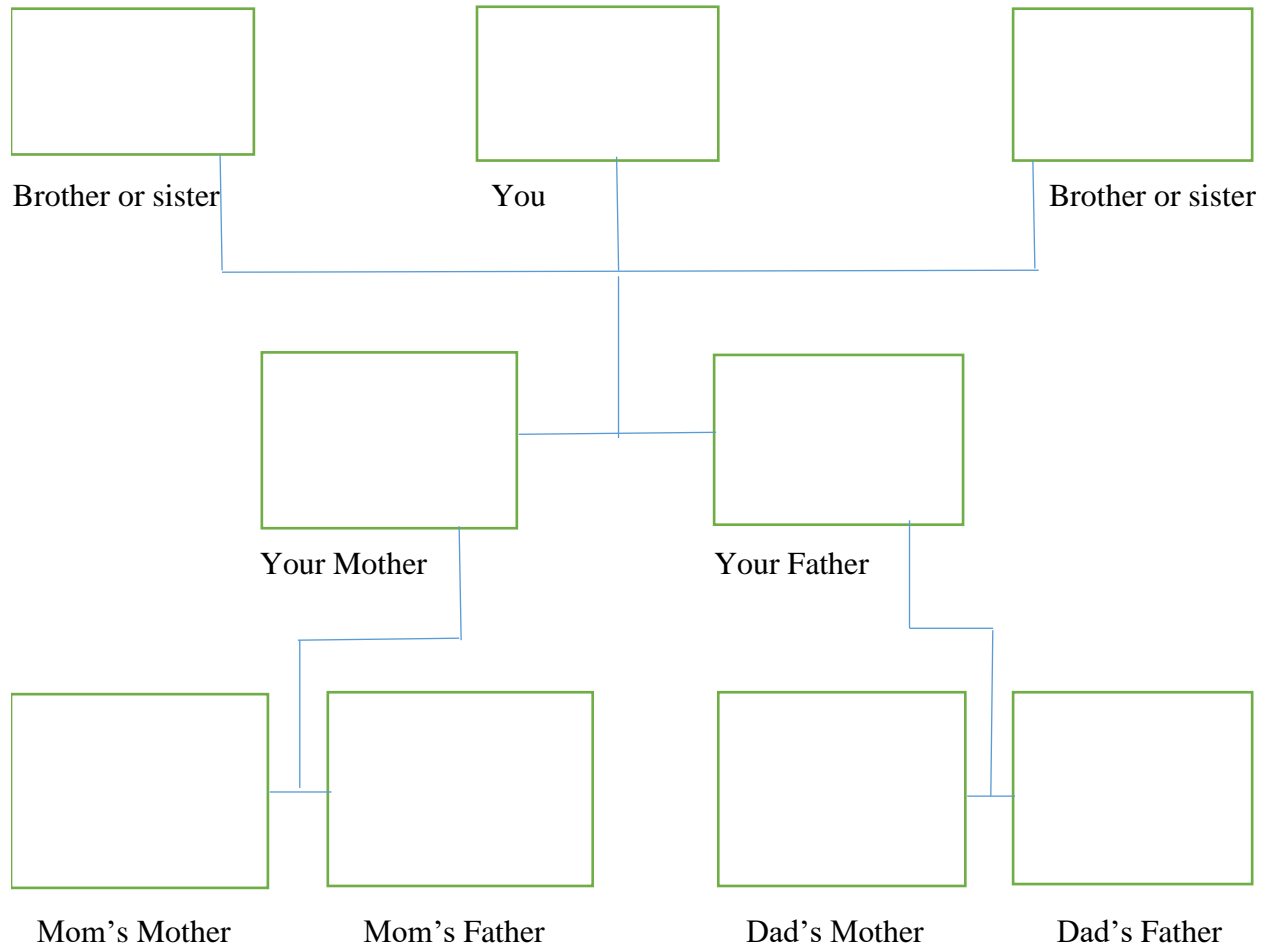 Brother or sister
You
Brother or sister
Your Mother
Your Father
Mom’s Mother
Mom’s Father
Dad’s Mother
Dad’s Father